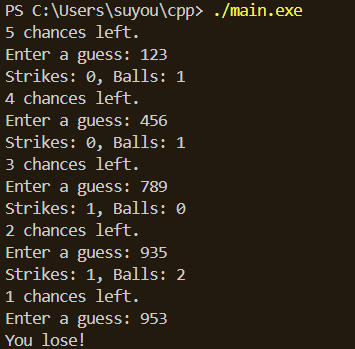 PS C:\Users\suyou\cpp> ./main.exe
5 chances left.
Enter a guess: 123
Strikes: 0, Balls: 1
4 chances left.
Enter a guess: 456
Strikes: 0, Balls: 1
3 chances left.
Enter a guess: 789
Strikes: 1, Balls: 0
2 chances left.
Enter a guess: 935
Strikes: 1, Balls: 2
1 chances left.
Enter a guess: 953
You lose!